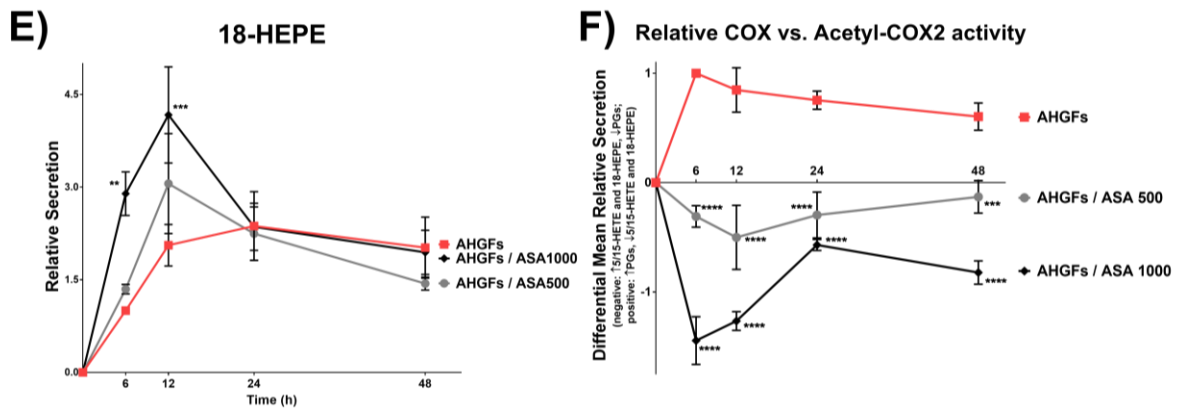 E)
18-HEPE
Relative Secretion
4.5
3.0
1.5
0.0
**
***
6
12
24
48
Time (h)
AHGFs
AHGFs / ASA1000
AHGFs / ASA500
F)
Relative COX vs. Acetyl-COX2 activity
Differential Mean Relative Secretion
(negative: ↑5/15-HETE and 18-HEPE, ↓PGs;
positive: ↑PGs, ↓5/15-HETE and 18-HEPE)
1
0
-1
6
12
24
48
****
****
****
***
****
****
****
****
AHGFs
AHGFs / ASA 500
AHGFs / ASA 1000